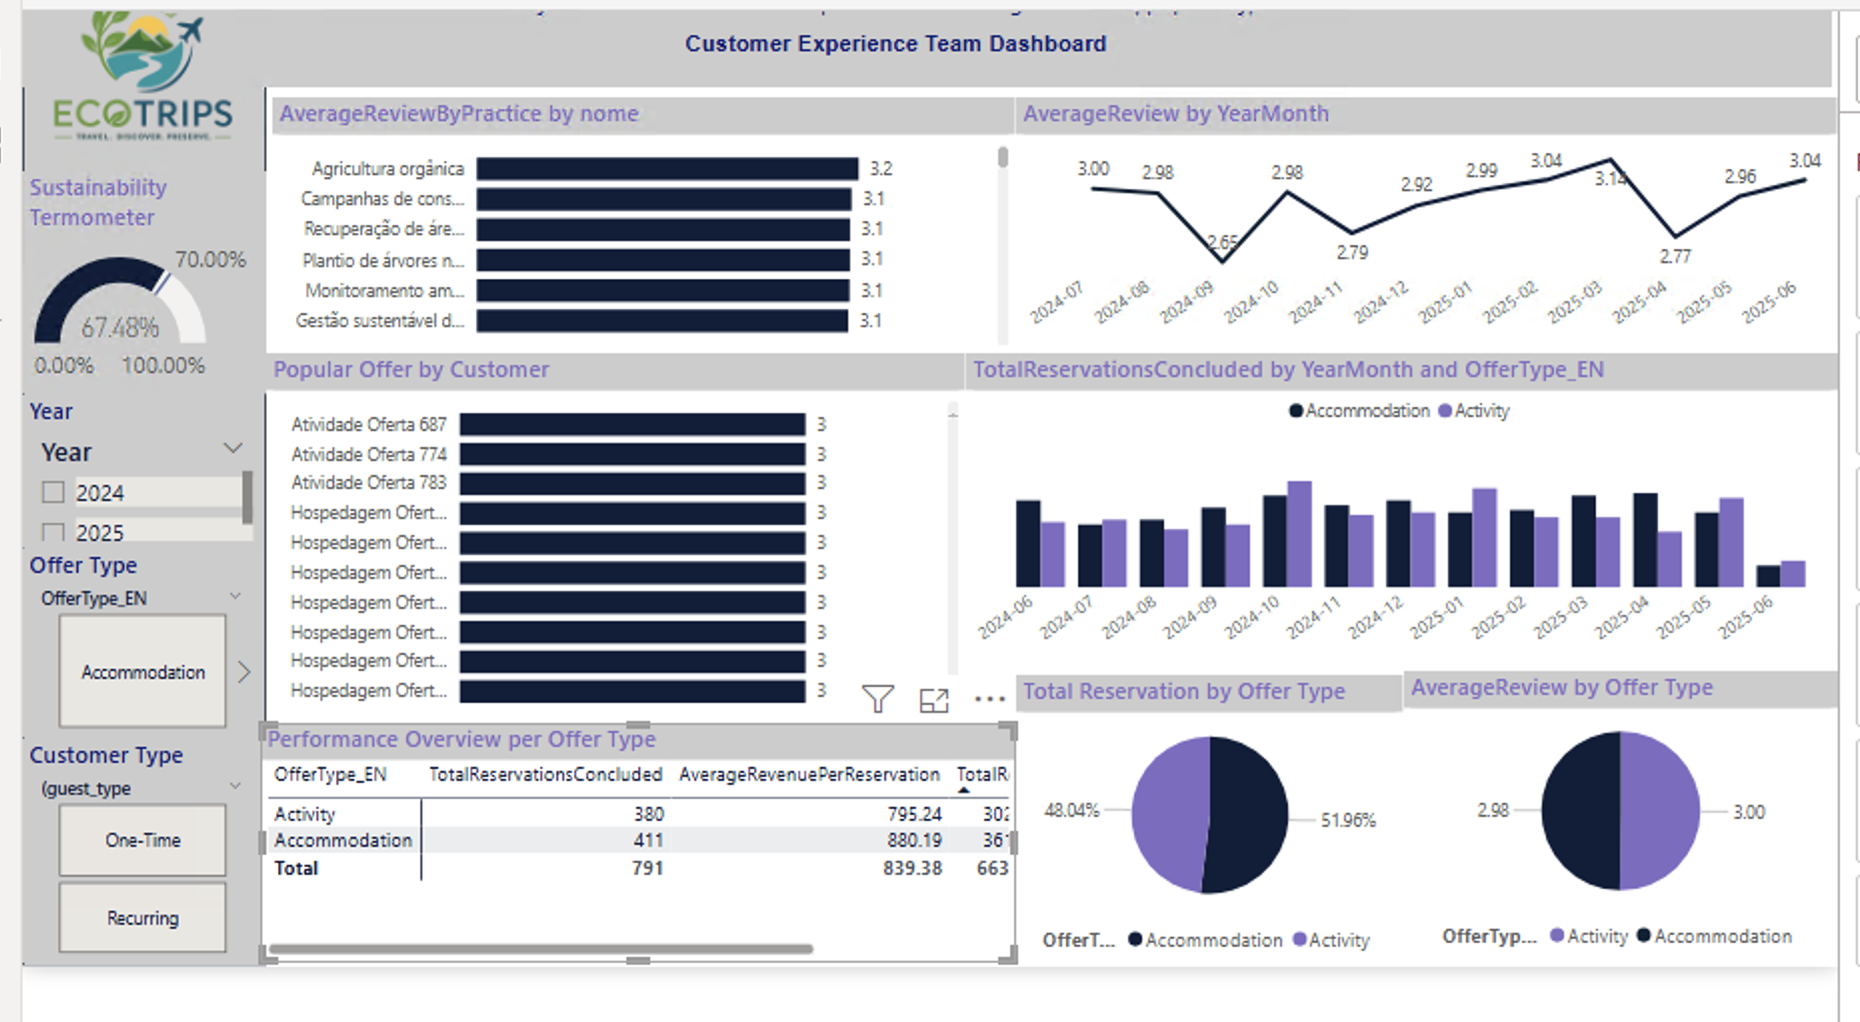 Customer Experience Team Dashboard
ECOTRIPS
TRAVEL. DISCOVER. PRESERVE.
Sustainability
Termometer
70.00%
67.48%
0.00%
100.00%
Year
Year
2024
2025
Offer Type
OfferType_EN
Accommodation
Customer Type
(guest_type
One-Time
Recurring
AverageReviewByPractice by nome
Agricultura orgânica 3.2
Campanhas de cons... 3.1
Recuperação de áre... 3.1
Plantio de árvores n... 3.1
Monitoramento am... 3.1
Gestão sustentável d... 3.1
AverageReview by YearMonth
3.00 2.98 2.65 2.98 2.79 2.92 2.99 3.04 3.14 2.77 2.96 3.04
2024-07 2024-08 2024-09 2024-10 2024-11 2024-12 2025-01 2025-02 2025-03 2025-04 2025-05 2025-06
Popular Offer by Customer
Atividade Oferta 687 3
Atividade Oferta 774 3
Atividade Oferta 783 3
Hospedagem Ofert... 3
Hospedagem Ofert... 3
Hospedagem Ofert... 3
Hospedagem Ofert... 3
Hospedagem Ofert... 3
Hospedagem Ofert... 3
Hospedagem Ofert... 3
TotalReservationsConcluded by YearMonth and OfferType_EN
Accommodation Activity
2024-06 2024-07 2024-08 2024-09 2024-10 2024-11 2024-12 2025-01 2025-02 2025-03 2025-04 2025-05 2025-06
Performance Overview per Offer Type
OfferType_EN TotalReservationsConcluded AverageRevenuePerReservation TotalR
Activity 380 795.24 302
Accommodation 411 880.19 361
Total 791 839.38 663
Total Reservation by Offer Type
48.04%
51.96%
OfferT... Accommodation Activity
AverageReview by Offer Type
2.98
3.00
OfferTyp... Activity Accommodation